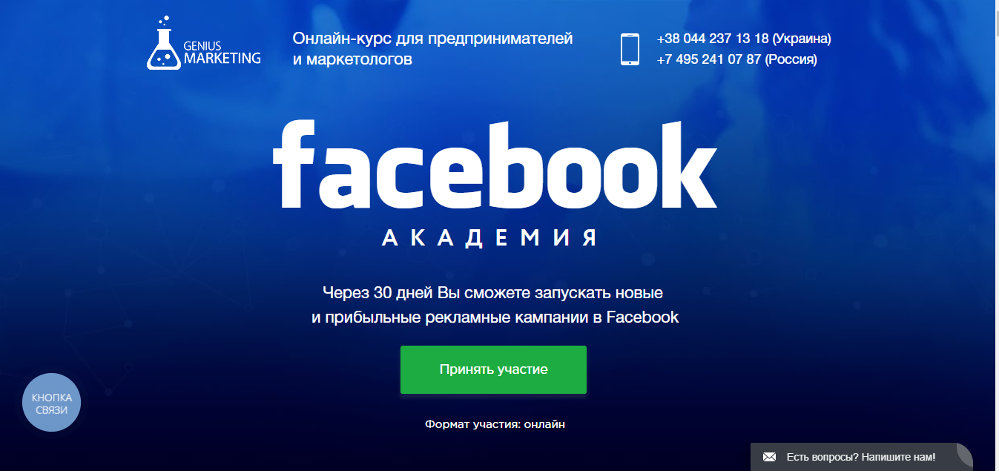 GENIUS
MARKETING
Онлайн-курс для предпринимателей
и маркетологов
+38 044 237 13 18 (Украина)
+7 495 241 07 87 (Россия)
facebook
АКАДЕМИЯ
Через 30 дней Вы сможете запускать новые
и прибыльные рекламные кампании в Facebook
Принять участие
Формат участия: онлайн
КНОПКА
СВЯЗИ
Есть вопросы? Напишите нам!